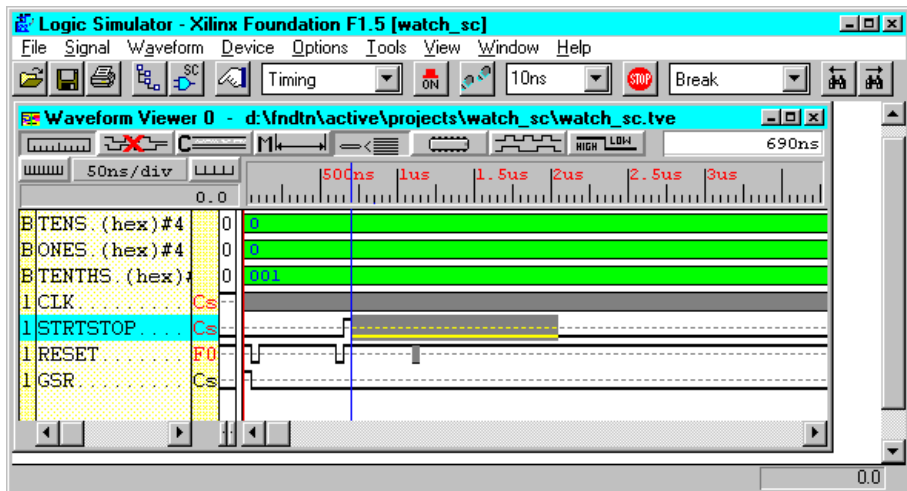 Logic Simulator - Xilinx Foundation F1.5 [watch_sc]
File Signal Waveform Device Options Tools View Window Help
SC Timing ON 10ns STOP Break
Waveform Viewer 0 - d:\fndtn\active\projects\watch_sc\watch_sc.tve
C M HIGH LOW 690ns
50ns/div 500ns 1us 1.5us 2us 2.5us 3us
0.0
B TENS.(hex)#4 0 0
B ONES.(hex)#4 0 0
B TENTHS.(hex)# 0 001
1 CLK......... Cs
1 STRTSTOP.... Cs
1 RESET....... F0
1 GSR......... Cs
0.0